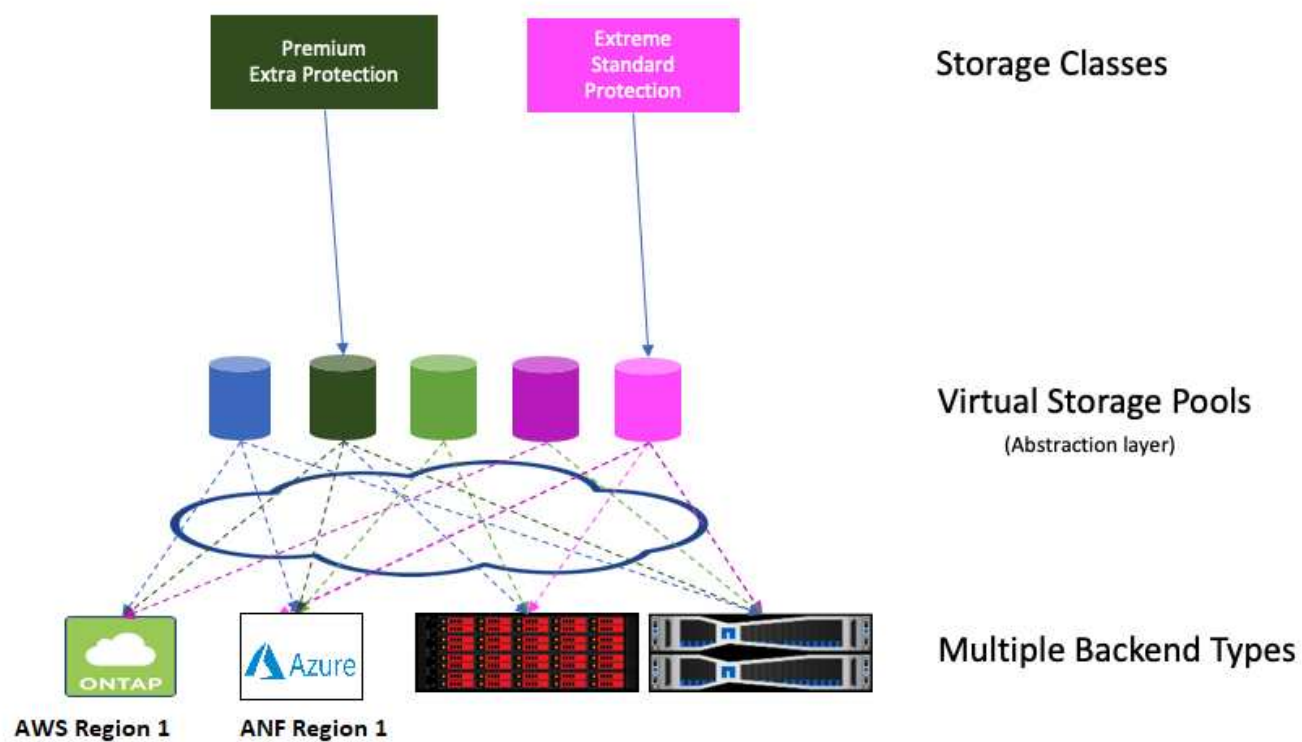 Premium
Extra Protection
Extreme
Standard
Protection
Storage Classes
Virtual Storage Pools
(Abstraction layer)
ONTAP
Azure
Multiple Backend Types
AWS Region 1
ANF Region 1